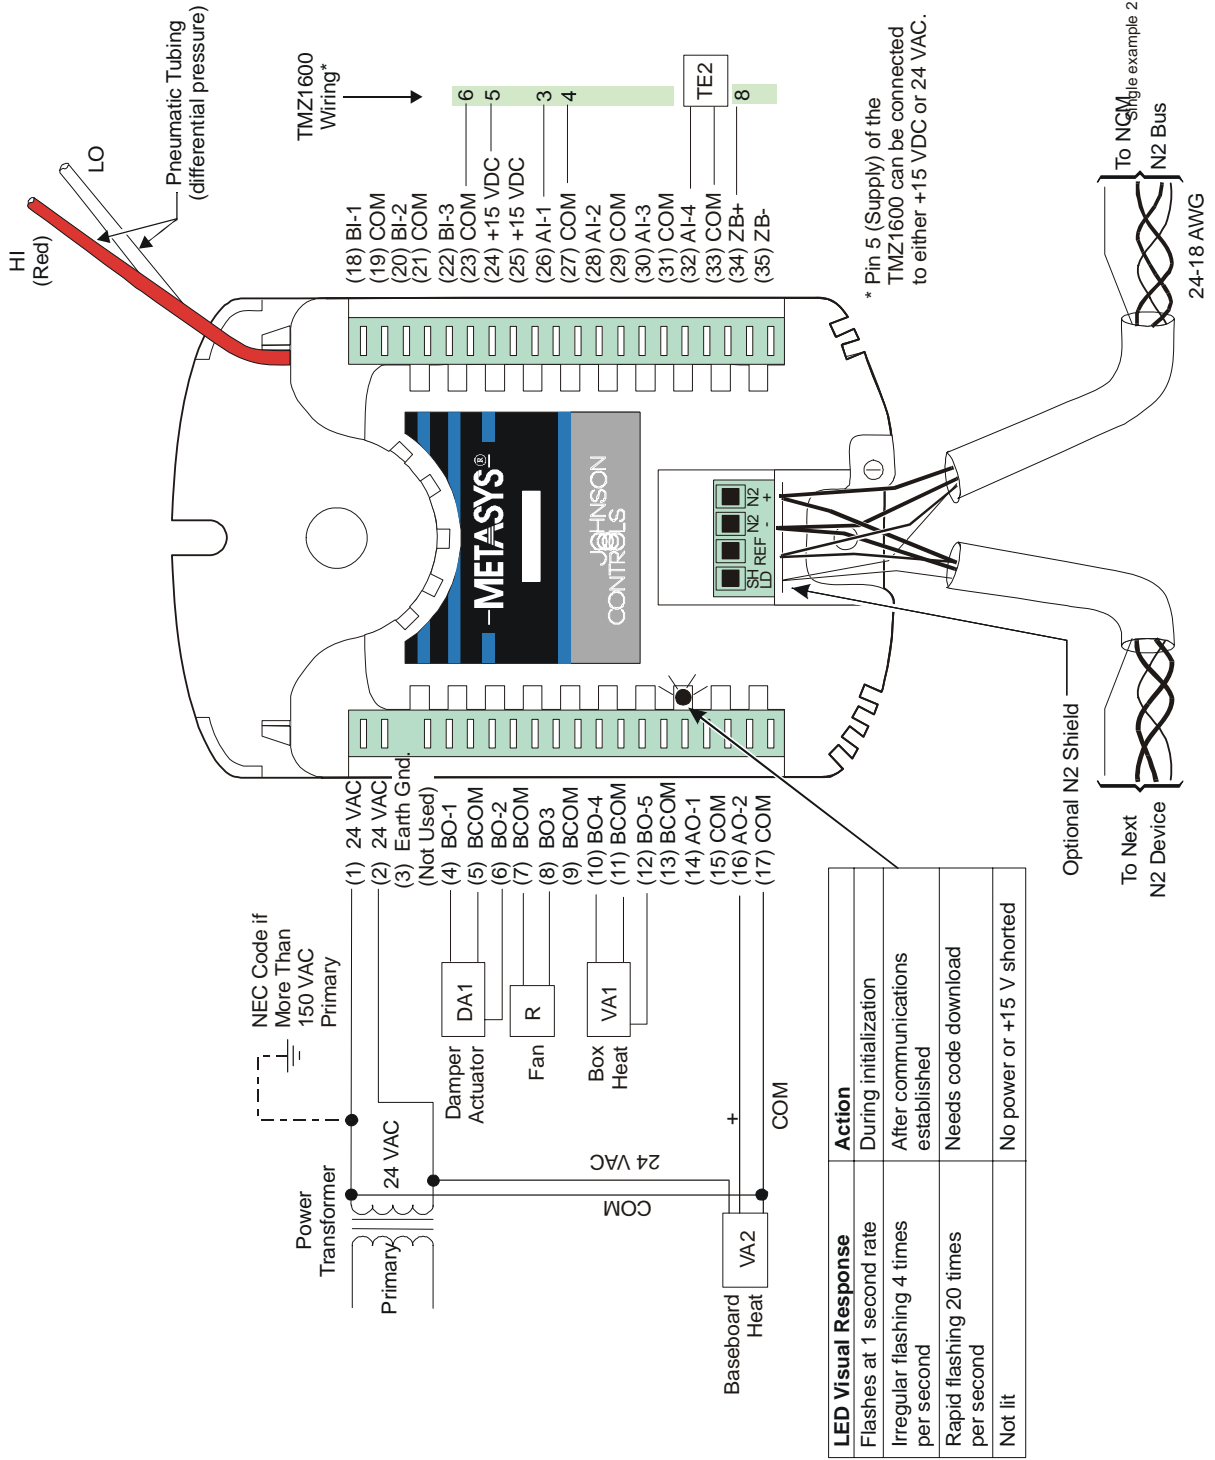 HI
(Red)
LO
Pneumatic Tubing
(differential pressure)
TMZ1600
Wiring*
6
5
3
4
TE2
8
(18) BI-1
(19) COM
(20) BI-2
(21) COM
(22) BI-3
(23) COM
(24) +15 VDC
(25) +15 VDC
(26) AI-1
(27) COM
(28) AI-2
(29) COM
(30) AI-3
(31) COM
(32) AI-4
(33) COM
(34) ZB+
(35) ZB-
* Pin 5 (Supply) of the
TMZ1600 can be connected
to either +15 VDC or 24 VAC.
METASYS®
JOHNSON
CONTROLS
SH
LD
REF
N2
-
N2
+
To NCM
Single example 2
N2 Bus
24-18 AWG
(1) 24 VAC
(2) 24 VAC
(3) Earth Gnd.
(Not Used)
(4) BO-1
(5) BCOM
(6) BO-2
(7) BCOM
(8) BO3
(9) BCOM
(10) BO-4
(11) BCOM
(12) BO-5
(13) BCOM
(14) AO-1
(15) COM
(16) AO-2
(17) COM
NEC Code if
More Than
150 VAC
Primary
DA1
Damper
Actuator
R
Fan
VA1
Box
Heat
Power
Transformer
24 VAC
Primary
24 VAC
COM
+
COM
VA2
Baseboard
Heat
Optional N2 Shield
To Next
N2 Device
LED Visual Response
Action
Flashes at 1 second rate
During initialization
Irregular flashing 4 times
per second
After communications
established
Rapid flashing 20 times
per second
Needs code download
Not lit
No power or +15 V shorted